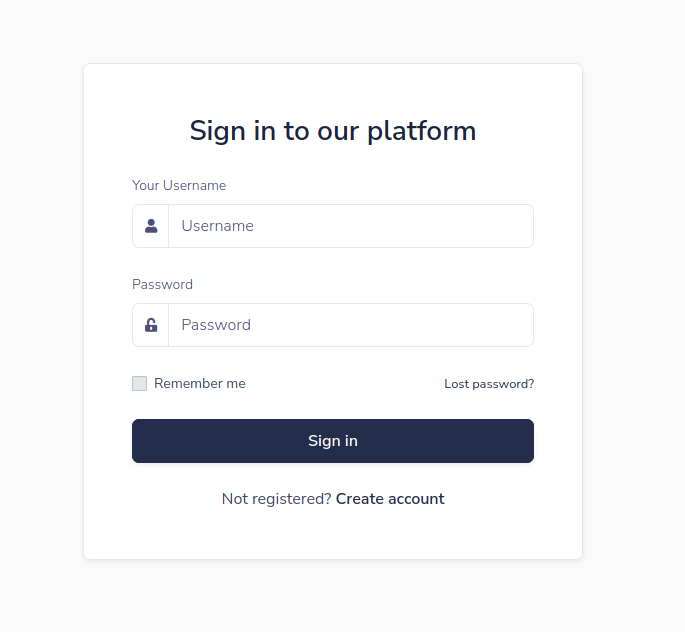 Sign in to our platform
Your Username
Username
Password
Password
Remember me
Lost password?
Sign in
Not registered? Create account